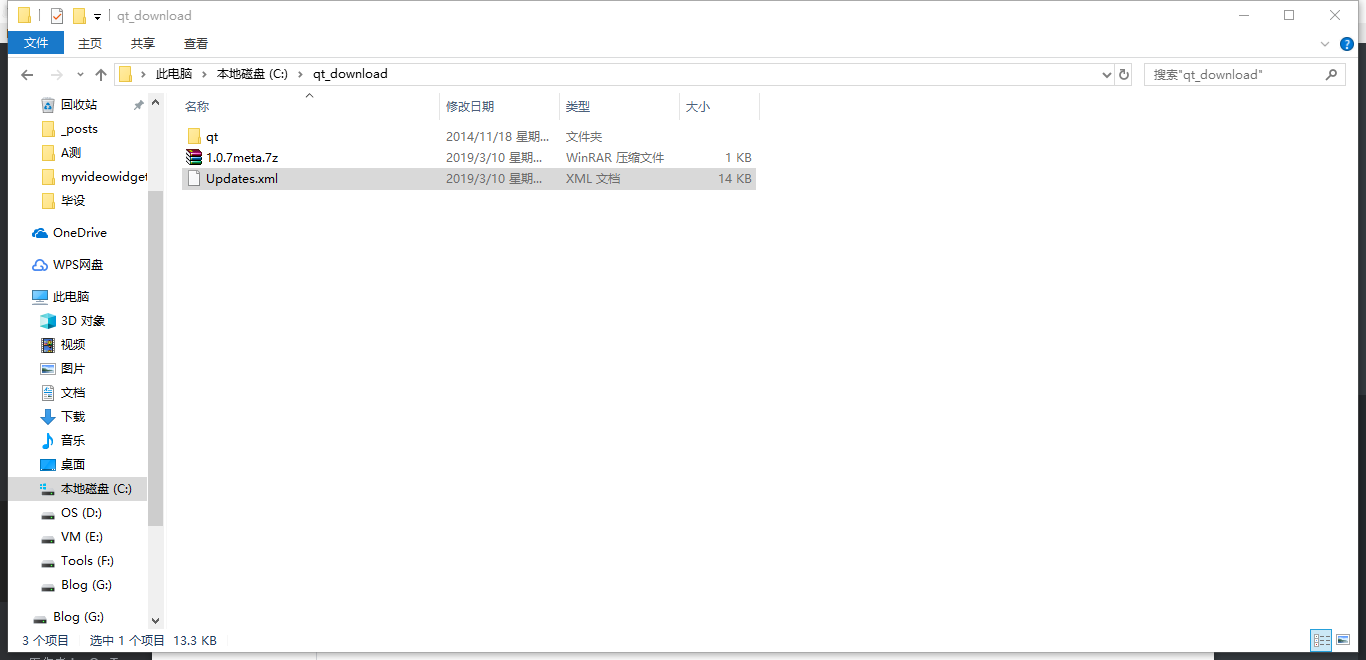 qt_download
文件 主页 共享 查看
此电脑 本地磁盘 (C:) qt_download 搜索"qt_download"
回收站
_posts
A测
myvideowidget
毕设
OneDrive
WPS网盘
此电脑
3D 对象
视频
图片
文档
下载
音乐
桌面
本地磁盘 (C:)
OS (D:)
VM (E:)
Tools (F:)
Blog (G:)
Blog (G:)
名称 修改日期 类型 大小
qt 2014/11/18 星期... 文件夹
1.0.7meta.7z 2019/3/10 星期... WinRAR 压缩文件 1 KB
Updates.xml 2019/3/10 星期... XML 文档 14 KB
3 个项目 选中 1 个项目 13.3 KB